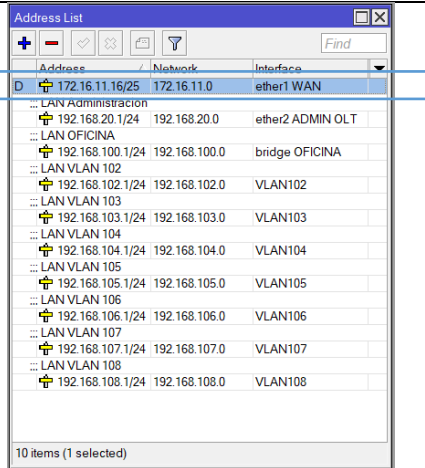 Address List
Find
Address / Network Interface
D 172.16.11.16/25 172.16.11.0 ether1 WAN
::: LAN Administracion
192.168.20.1/24 192.168.20.0 ether2 ADMIN OLT
::: LAN OFICINA
192.168.100.1/24 192.168.100.0 bridge OFICINA
::: LAN VLAN 102
192.168.102.1/24 192.168.102.0 VLAN102
::: LAN VLAN 103
192.168.103.1/24 192.168.103.0 VLAN103
::: LAN VLAN 104
192.168.104.1/24 192.168.104.0 VLAN104
::: LAN VLAN 105
192.168.105.1/24 192.168.105.0 VLAN105
::: LAN VLAN 106
192.168.106.1/24 192.168.106.0 VLAN106
::: LAN VLAN 107
192.168.107.1/24 192.168.107.0 VLAN107
::: LAN VLAN 108
192.168.108.1/24 192.168.108.0 VLAN108
10 items (1 selected)